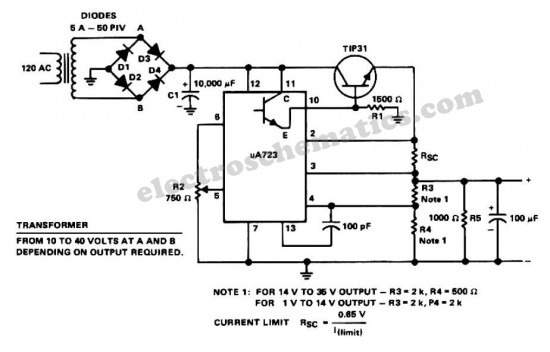 DIODES
5 A – 50 PIV
A
D1
D3
D2
D4
B
120 AC
TIP31
+
10,000 µF
C1
12
11
C
10
E
1500 Ω
R1
6
2
uA723
R SC
3
R2
750 Ω
5
4
R3
Note 1
+
R4
Note 1
1000 Ω
R5
+
100 µF
100 pF
7
13
–
electroschematics.com
TRANSFORMER
FROM 10 TO 40 VOLTS AT A AND B
DEPENDING ON OUTPUT REQUIRED.
NOTE 1: FOR 14 V TO 35 V OUTPUT – R3 = 2 k, R4 = 500 Ω
FOR 1 V TO 14 V OUTPUT – R3 = 2 k, P4 = 2 k
CURRENT LIMIT R SC = 0.65 V / I (limit)